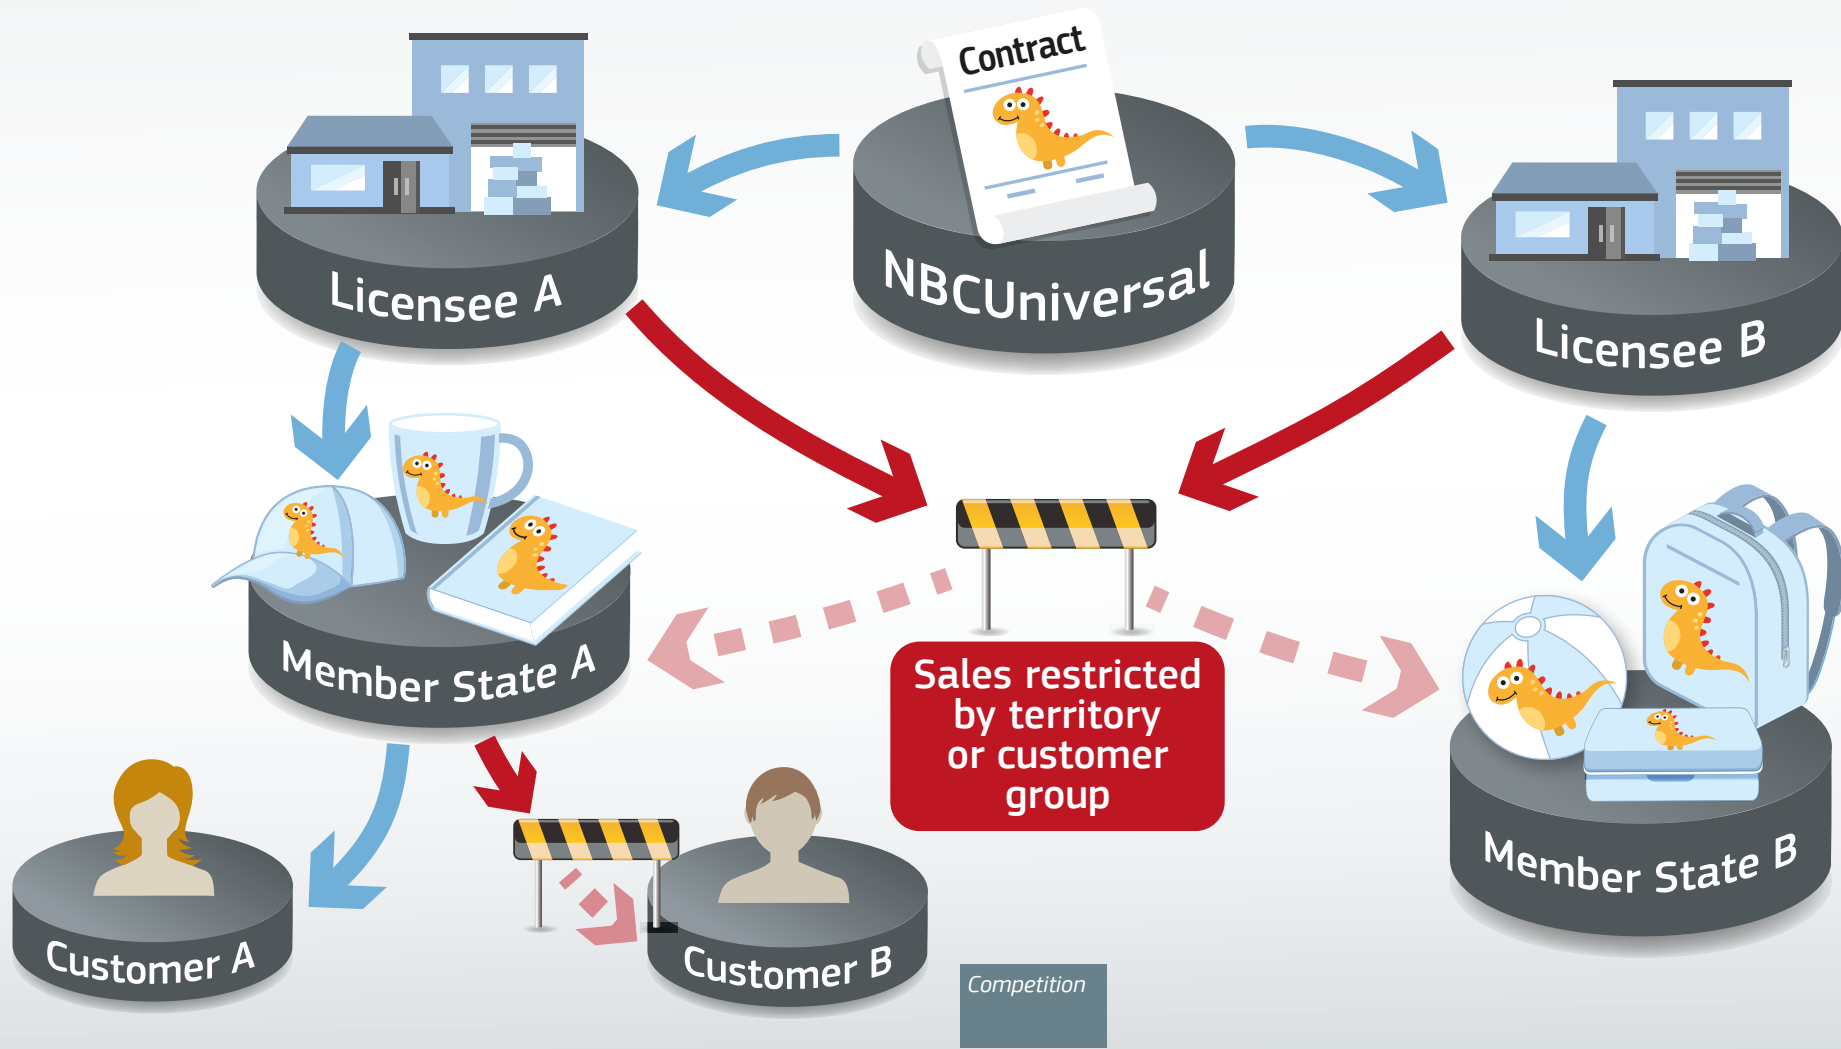 Contract
NBCUniversal
Licensee A
Licensee B
Member State A
Sales restricted
by territory
or customer
group
Member State B
Customer A
Customer B
Competition